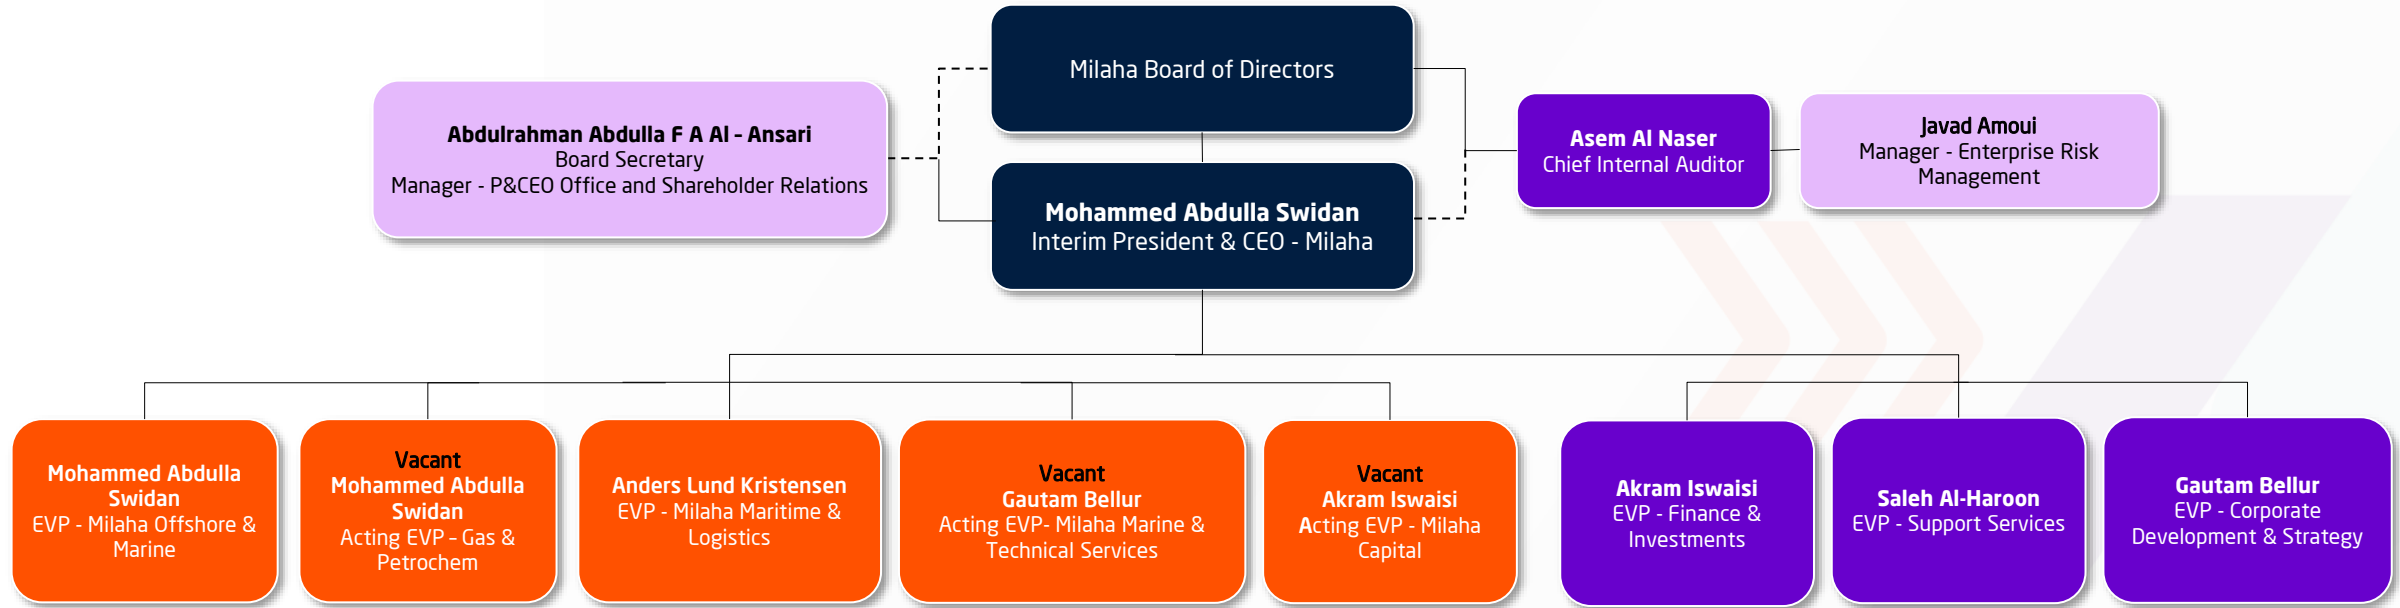 Milaha Board of Directors
Abdulrahman Abdulla F A Al - Ansari
Board Secretary
Manager - P&CEO Office and Shareholder Relations
Mohammed Abdulla Swidan
Interim President & CEO - Milaha
Asem Al Naser
Chief Internal Auditor
Javad Amoui
Manager - Enterprise Risk
Management
Mohammed Abdulla
Swidan
EVP - Milaha Offshore &
Marine
Vacant
Mohammed Abdulla
Swidan
Acting EVP – Gas &
Petrochem
Anders Lund Kristensen
EVP - Milaha Maritime &
Logistics
Vacant
Gautam Bellur
Acting EVP- Milaha Marine &
Technical Services
Vacant
Akram Iswaisi
Acting EVP - Milaha
Capital
Akram Iswaisi
EVP - Finance &
Investments
Saleh Al-Haroon
EVP - Support Services
Gautam Bellur
EVP - Corporate
Development & Strategy